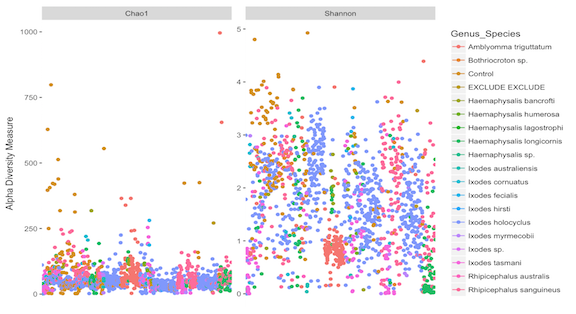 Chao1
Shannon
Alpha Diversity Measure
1000
750
500
250
0
5
4
3
2
1
0
Genus_Species
Amblyomma triguttatum
Bothriocroton sp.
Control
EXCLUDE EXCLUDE
Haemaphysalis bancrofti
Haemaphysalis humerosa
Haemaphysalis lagostrophi
Haemaphysalis longicornis
Haemaphysalis sp.
Ixodes australiensis
Ixodes cornuatus
Ixodes fecialis
Ixodes hirsti
Ixodes holocyclus
Ixodes myrmecobii
Ixodes sp.
Ixodes tasmani
Rhipicephalus australis
Rhipicephalus sanguineus